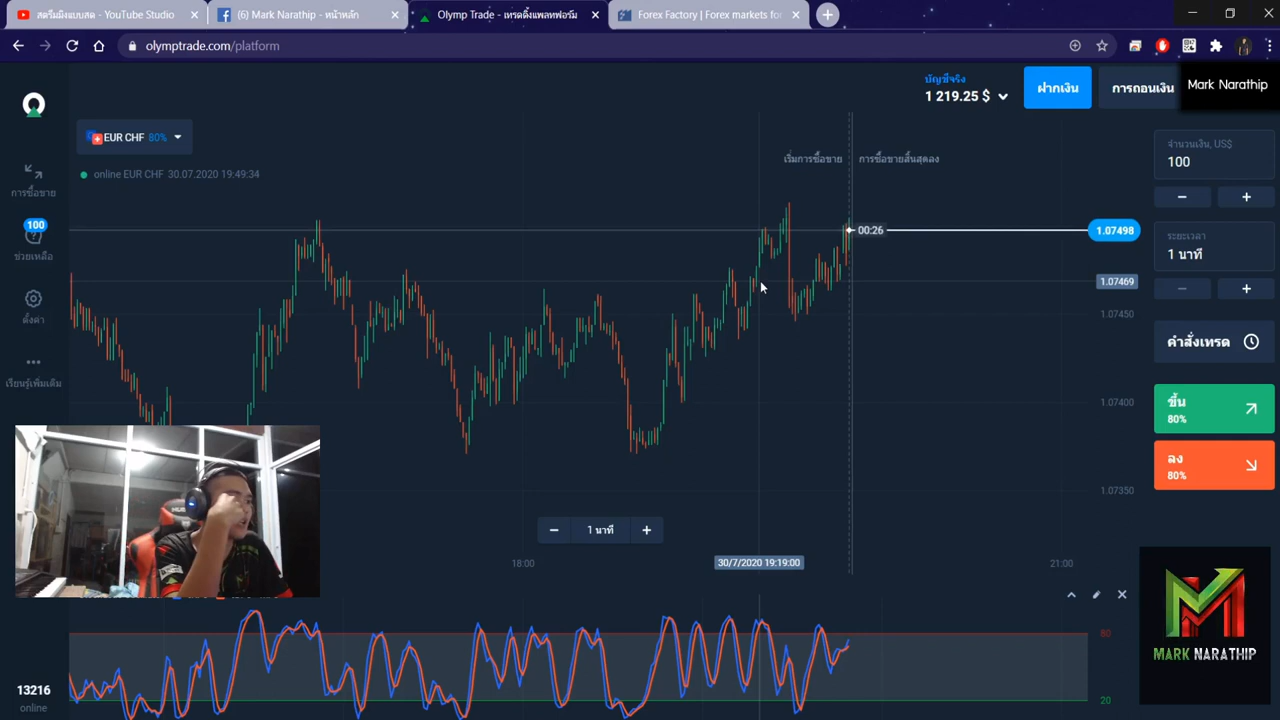 สตรีมมิงแบบสด - YouTube Studio
(6) Mark Narathip - หน้าหลัก
Olymp Trade - เทรดดิ้งแพลทฟอร์ม
Forex Factory | Forex markets for
olymptrade.com/platform
บัญชีจริง
1 219.25 $
ฝากเงิน
การถอนเงิน
Mark Narathip
EUR CHF 80%
online EUR CHF 30.07.2020 19:49:34
เริ่มการซื้อขาย
การซื้อขายสิ้นสุดลง
จำนวนเงิน, US$
100
การซื้อขาย
100
ช่วยเหลือ
00:26
1.07498
ระยะเวลา
1 นาที
1.07469
ตั้งค่า
1.07450
คำสั่งเทรด
เรียนรู้เพิ่มเติม
1.07400
ขึ้น
80%
ลง
80%
1.07350
1 นาที
18:00
30/7/2020 19:19:00
21:00
80
20
MARK NARATHIP
13216
online